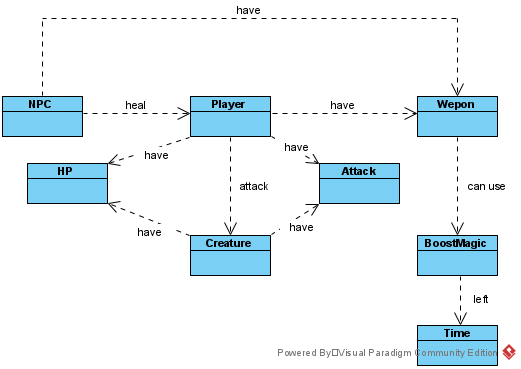 have
NPC
heal
Player
have
Wepon
have
have
HP
attack
Attack
can use
have
have
Creature
BoostMagic
left
Time
Powered By□Visual Paradigm Community Edition